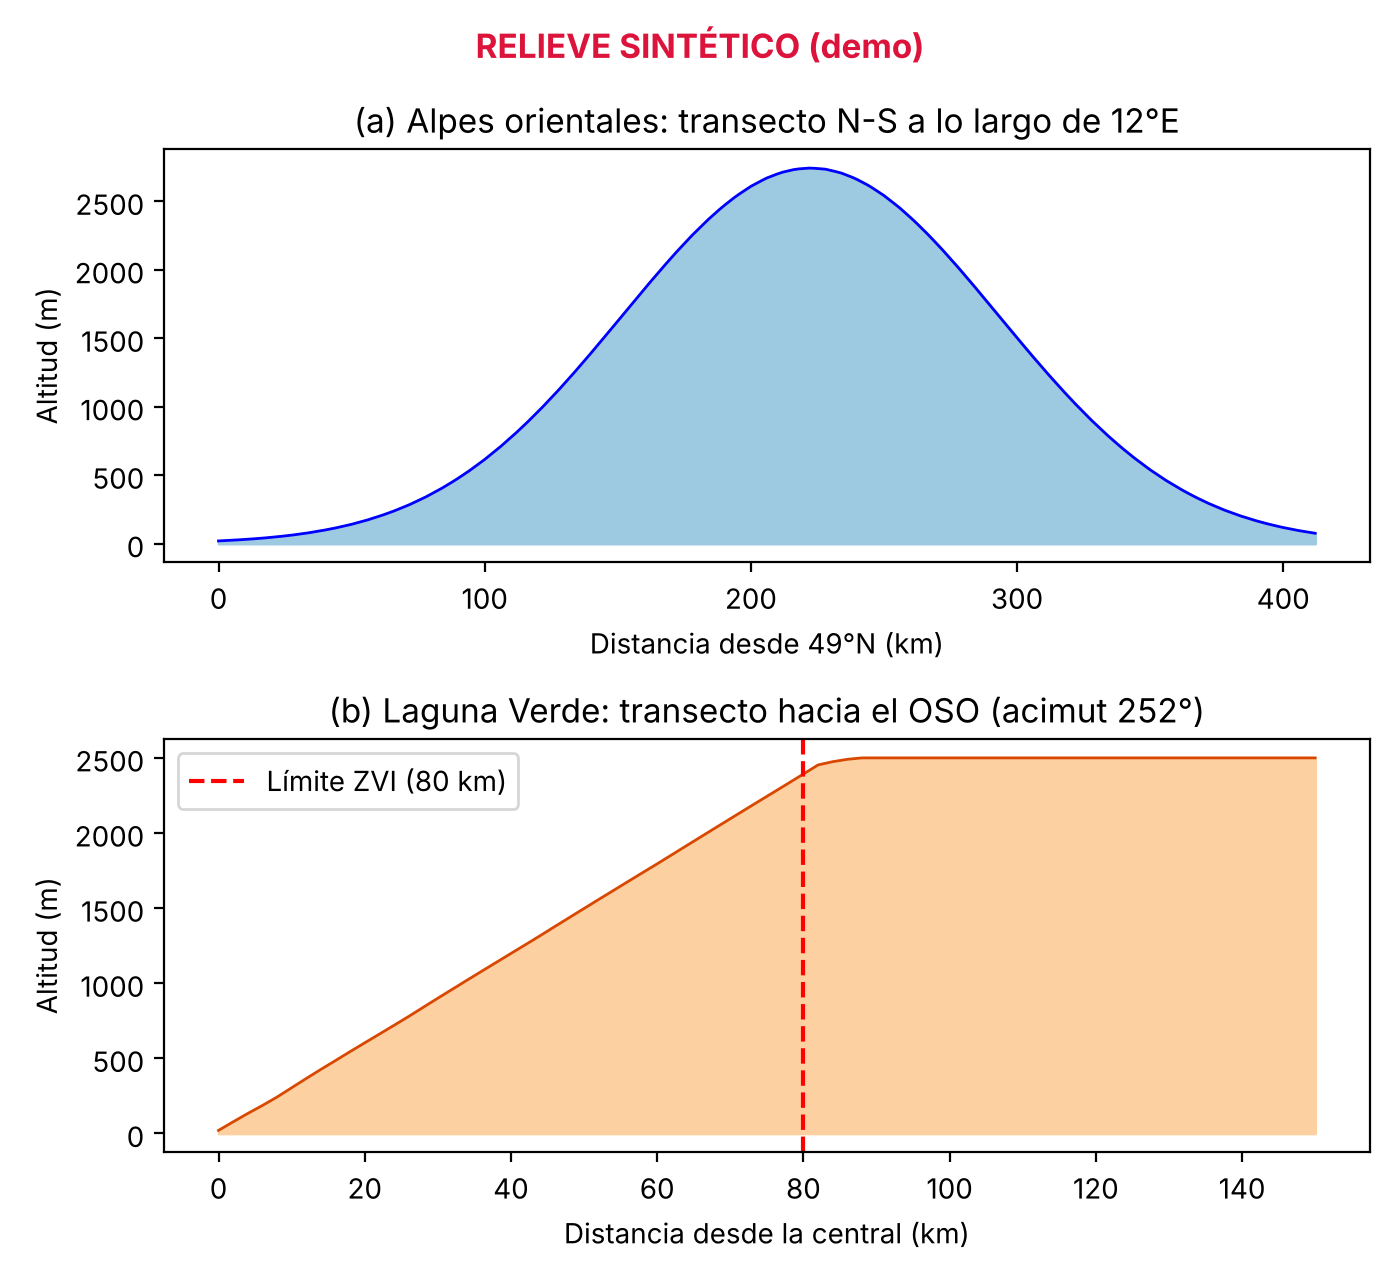 RELIEVE SINTÉTICO (demo)
(a) Alpes orientales: transecto N-S a lo largo de 12°E
Altitud (m)
2500
2000
1500
1000
500
0
0 100 200 300 400
Distancia desde 49°N (km)
(b) Laguna Verde: transecto hacia el OSO (acimut 252°)
Límite ZVI (80 km)
Altitud (m)
2500
2000
1500
1000
500
0
0 20 40 60 80 100 120 140
Distancia desde la central (km)